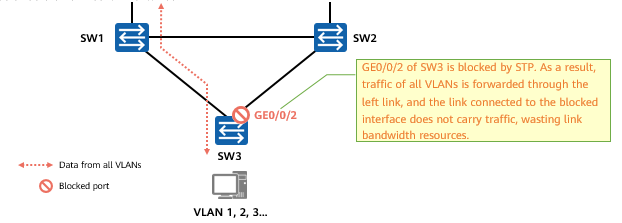 SW1
SW2
GE0/0/2 of SW3 is blocked by STP. As a result,
traffic of all VLANs is forwarded through the
left link, and the link connected to the blocked
interface does not carry traffic, wasting link
bandwidth resources.
GE0/0/2
SW3
Data from all VLANs
Blocked port
VLAN 1, 2, 3...